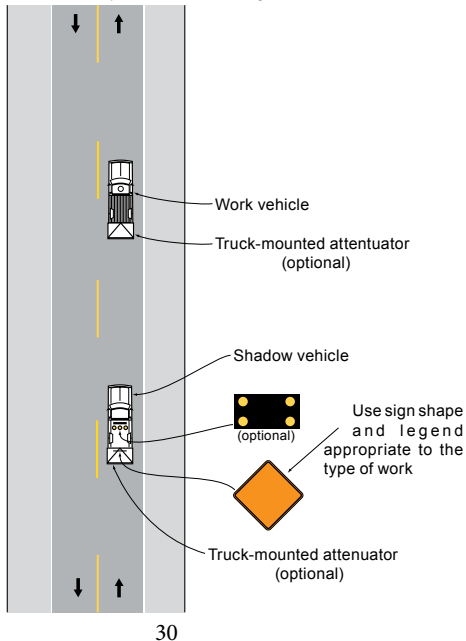 Work vehicle
Truck-mounted attentuator
(optional)
Shadow vehicle
(optional)
Use sign shape
and legend
appropriate to the
type of work
Truck-mounted attenuator
(optional)
30